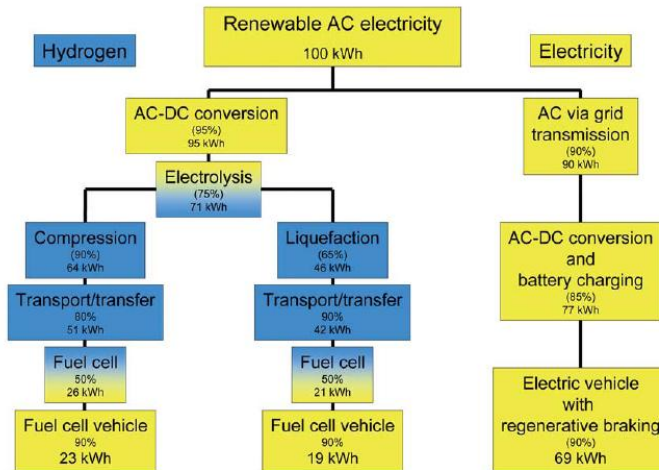 Renewable AC electricity
100 kWh
Hydrogen
Electricity
AC-DC conversion
(95%)
95 kWh
Electrolysis
(75%)
71 kWh
Compression
(90%)
64 kWh
Transport/transfer
80%
51 kWh
Fuel cell
50%
26 kWh
Fuel cell vehicle
90%
23 kWh
Liquefaction
(65%)
46 kWh
Transport/transfer
90%
42 kWh
Fuel cell
50%
21 kWh
Fuel cell vehicle
90%
19 kWh
AC via grid
transmission
(90%)
90 kWh
AC-DC conversion
and
battery charging
(85%)
77 kWh
Electric vehicle
with
regenerative braking
(90%)
69 kWh